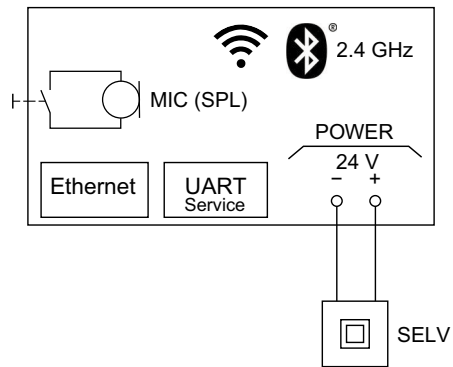 ®
2.4 GHz
MIC (SPL)
POWER
24 V
− +
Ethernet
UART
Service
SELV